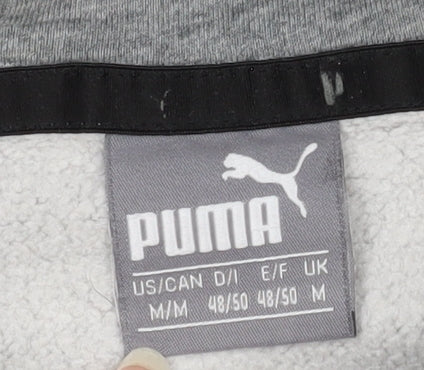 PUMA
US/CAN D/I E/F UK
M/M 48/50 48/50 M